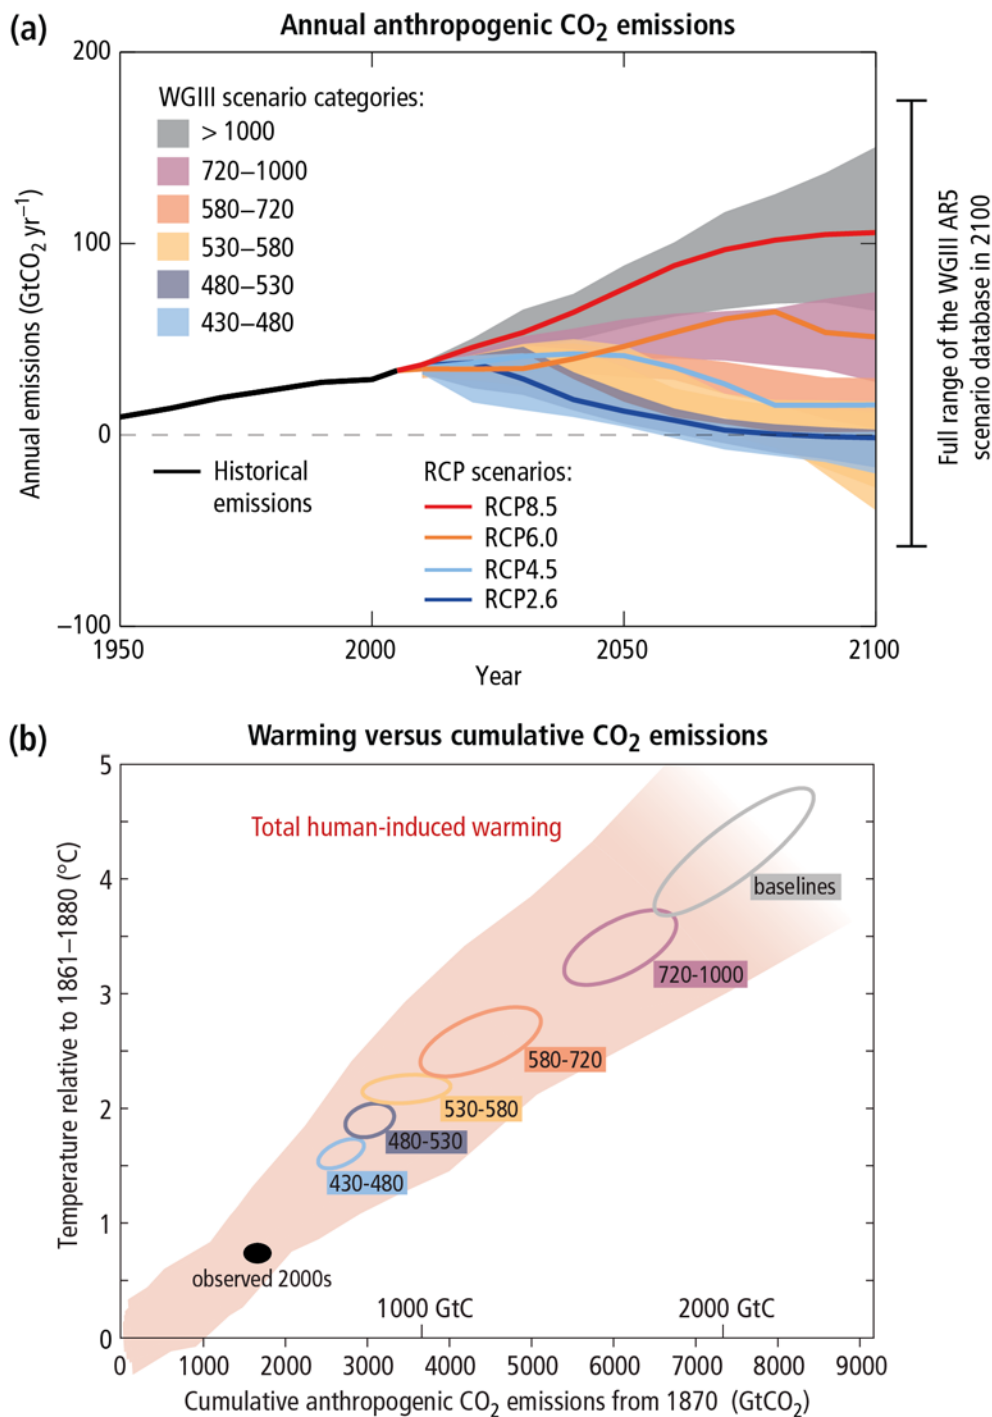 (a)
Annual anthropogenic CO₂ emissions
200
100
0
−100
Annual emissions (GtCO₂ yr⁻¹)
WGIII scenario categories:
> 1000
720–1000
580–720
530–580
480–530
430–480
Historical
emissions
RCP scenarios:
RCP8.5
RCP6.0
RCP4.5
RCP2.6
1950
2000
2050
2100
Year
Full range of the WGIII AR5
scenario database in 2100
(b)
Warming versus cumulative CO₂ emissions
5
4
3
2
1
0
Temperature relative to 1861–1880 (°C)
Total human-induced warming
baselines
720-1000
580-720
530-580
480-530
430-480
observed 2000s
1000 GtC
2000 GtC
0
1000
2000
3000
4000
5000
6000
7000
8000
9000
Cumulative anthropogenic CO₂ emissions from 1870 (GtCO₂)